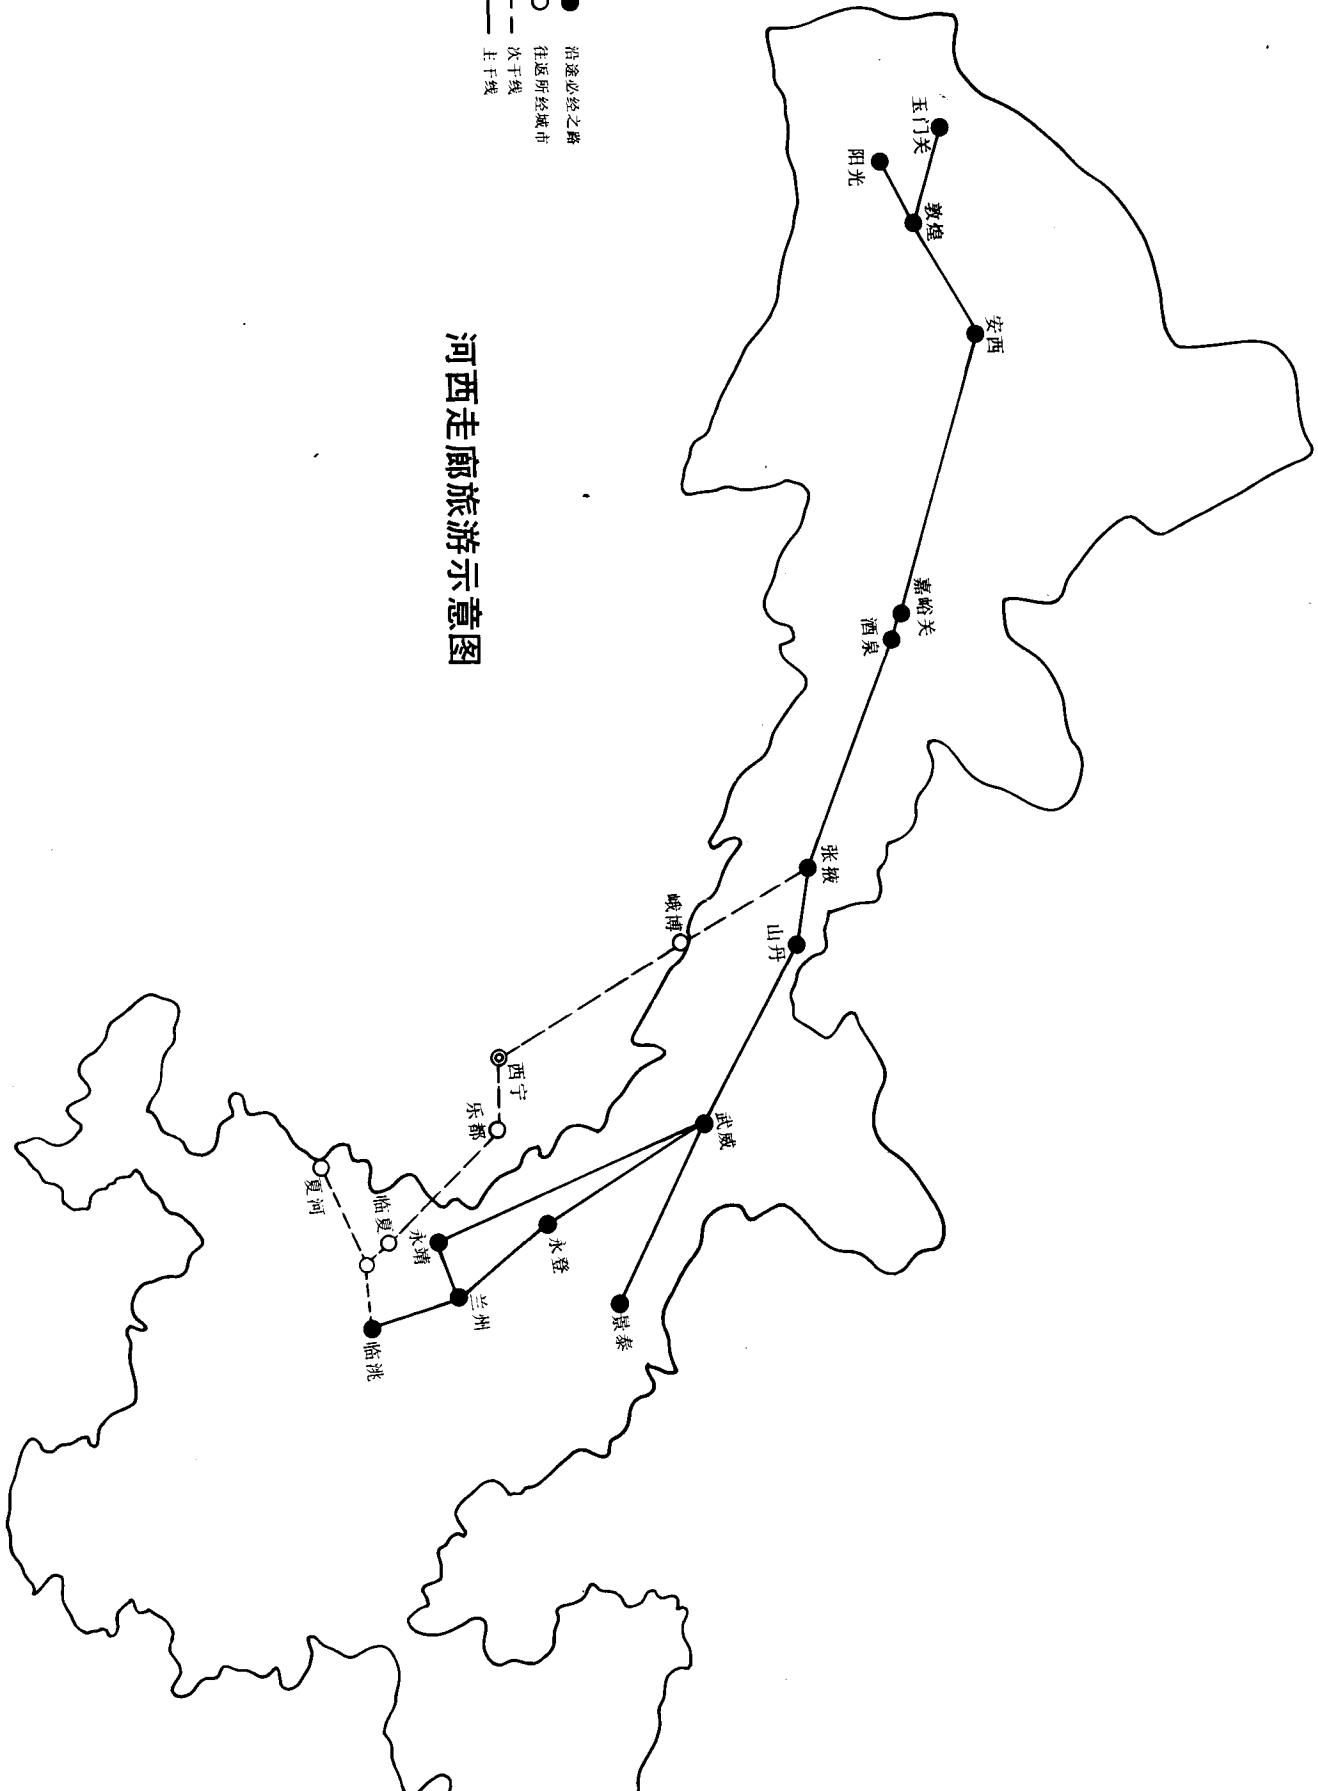 河西走廊旅游示意图
玉门关
阳光
敦煌
安西
嘉峪关
酒泉
张掖
山丹
峨博
西宁
乐都
武威
夏河
临夏
永靖
永登
兰州
景泰
临洮
沿途必经之路
往返所经城市
次干线
主干线